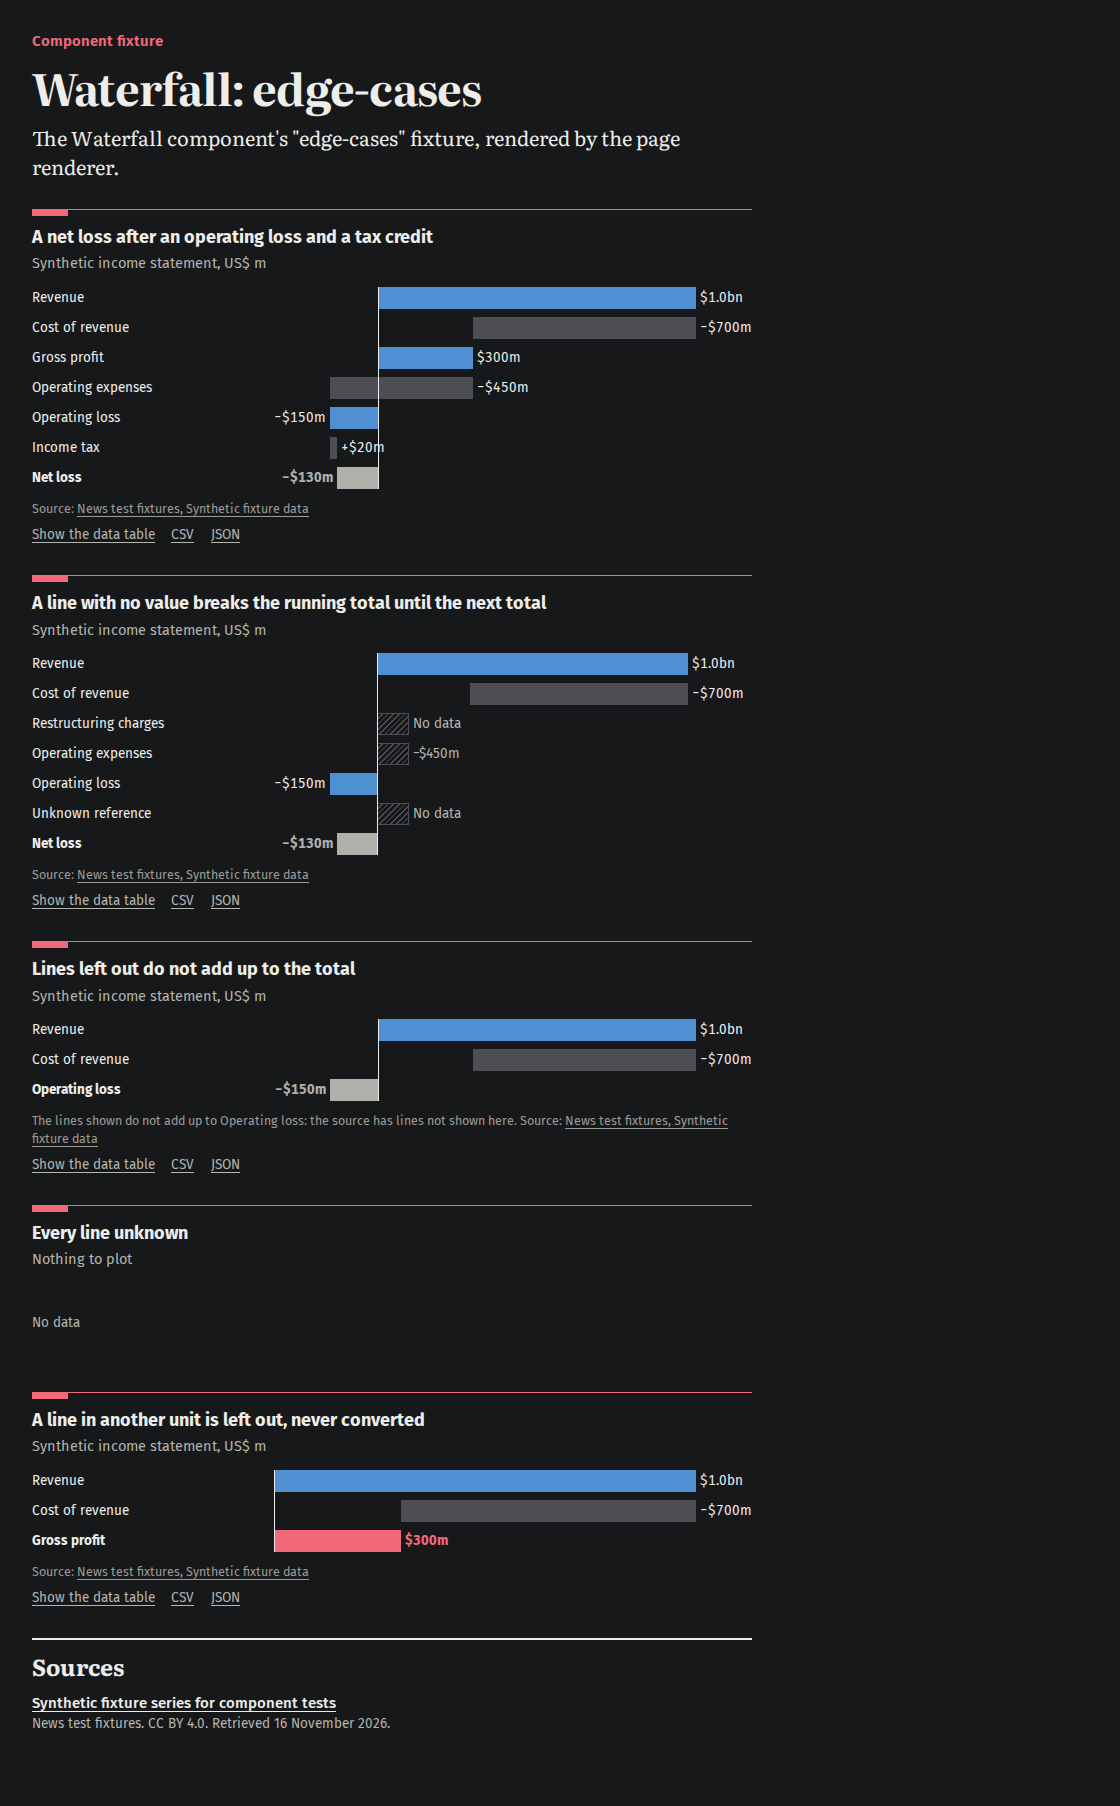 Component fixture
Waterfall: edge-cases
The Waterfall component's "edge-cases" fixture, rendered by the page
renderer.
A net loss after an operating loss and a tax credit
Synthetic income statement, US$ m
Revenue $1.0bn
Cost of revenue −$700m
Gross profit $300m
Operating expenses −$450m
Operating loss −$150m
Income tax +$20m
Net loss −$130m
Source: News test fixtures, Synthetic fixture data
Show the data table CSV JSON
A line with no value breaks the running total until the next total
Synthetic income statement, US$ m
Revenue $1.0bn
Cost of revenue −$700m
Restructuring charges No data
Operating expenses −$450m
Operating loss −$150m
Unknown reference No data
Net loss −$130m
Source: News test fixtures, Synthetic fixture data
Show the data table CSV JSON
Lines left out do not add up to the total
Synthetic income statement, US$ m
Revenue $1.0bn
Cost of revenue −$700m
Operating loss −$150m
The lines shown do not add up to Operating loss: the source has lines not shown here. Source: News test fixtures, Synthetic
fixture data
Show the data table CSV JSON
Every line unknown
Nothing to plot
No data
A line in another unit is left out, never converted
Synthetic income statement, US$ m
Revenue $1.0bn
Cost of revenue −$700m
Gross profit $300m
Source: News test fixtures, Synthetic fixture data
Show the data table CSV JSON
Sources
Synthetic fixture series for component tests
News test fixtures. CC BY 4.0. Retrieved 16 November 2026.